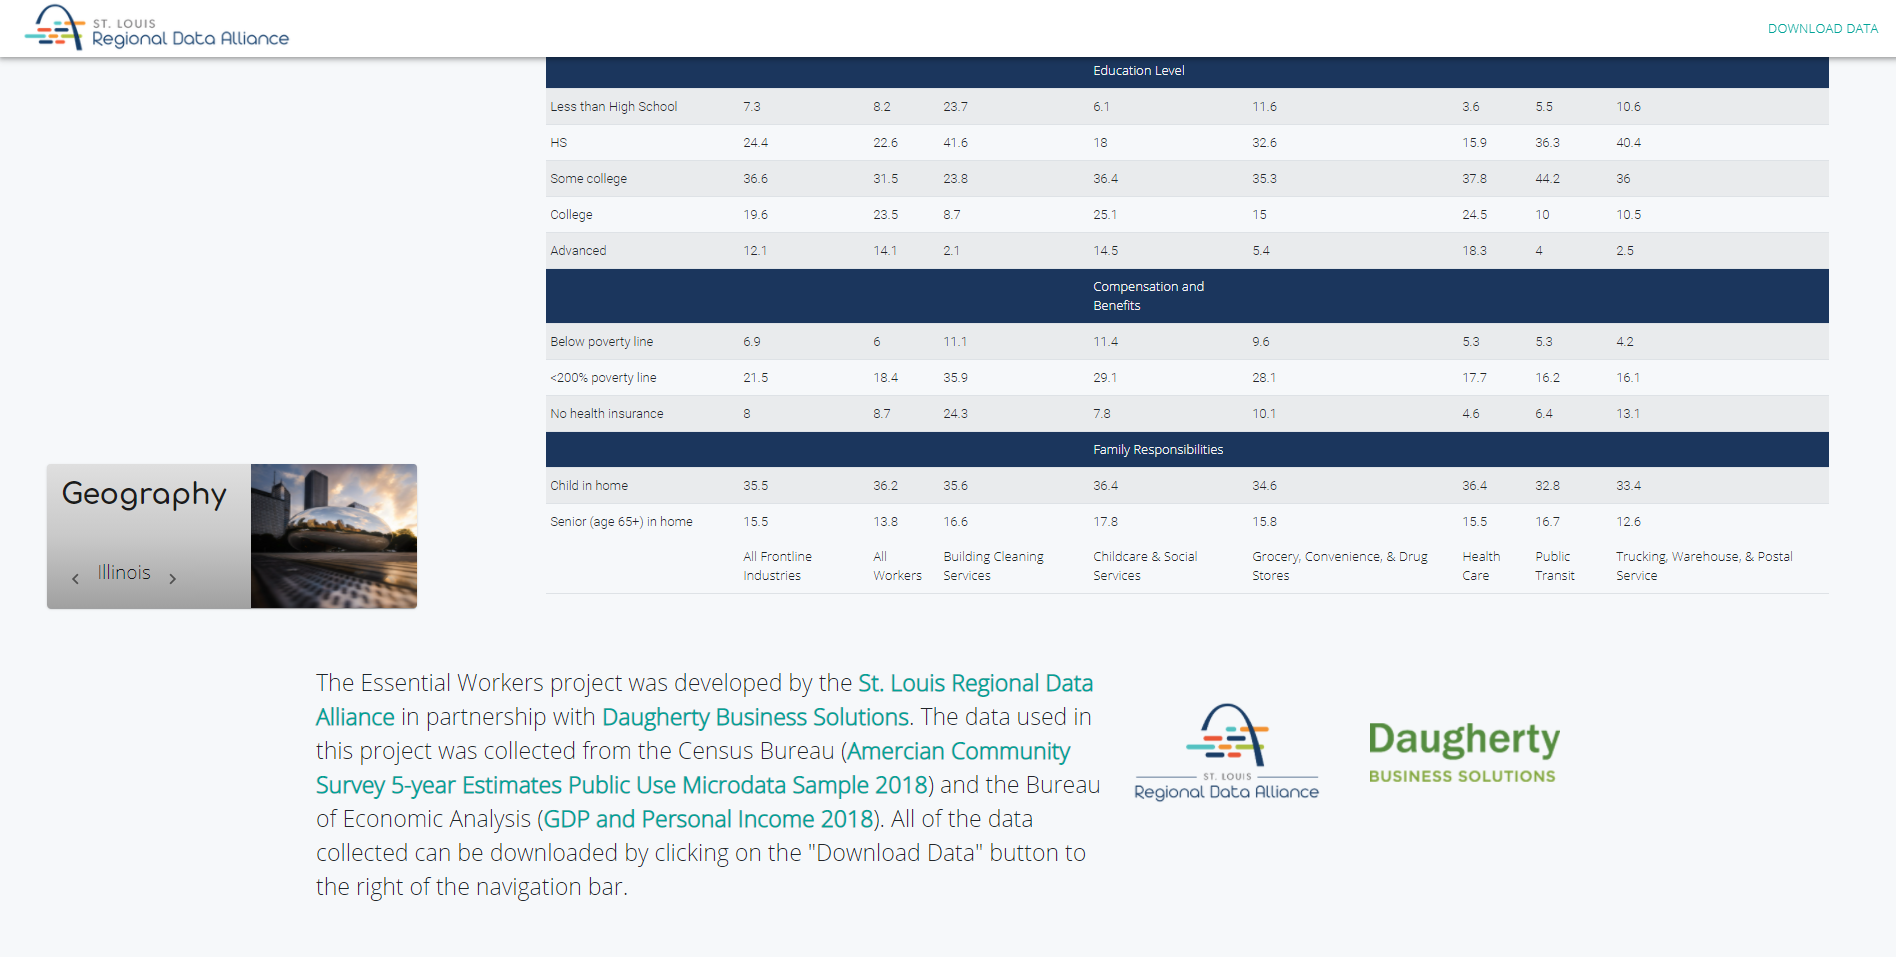 ST. LOUIS
Regional Data Alliance
DOWNLOAD DATA
Education Level
Less than High School 7.3 8.2 23.7 6.1 11.6 3.6 5.5 10.6
HS 24.4 22.6 41.6 18 32.6 15.9 36.3 40.4
Some college 36.6 31.5 23.8 36.4 35.3 37.8 44.2 36
College 19.6 23.5 8.7 25.1 15 24.5 10 10.5
Advanced 12.1 14.1 2.1 14.5 5.4 18.3 4 2.5
Compensation and
Benefits
Below poverty line 6.9 6 11.1 11.4 9.6 5.3 5.3 4.2
<200% poverty line 21.5 18.4 35.9 29.1 28.1 17.7 16.2 16.1
No health insurance 8 8.7 24.3 7.8 10.1 4.6 6.4 13.1
Family Responsibilities
Child in home 35.5 36.2 35.6 36.4 34.6 36.4 32.8 33.4
Senior (age 65+) in home 15.5 13.8 16.6 17.8 15.8 15.5 16.7 12.6
All Frontline All Building Cleaning Childcare & Social Grocery, Convenience, & Drug Health Public Trucking, Warehouse, & Postal
Industries Workers Services Services Stores Care Transit Service
Geography
Illinois
The Essential Workers project was developed by the St. Louis Regional Data
Alliance in partnership with Daugherty Business Solutions. The data used in
this project was collected from the Census Bureau (Amercian Community
Survey 5-year Estimates Public Use Microdata Sample 2018) and the Bureau
of Economic Analysis (GDP and Personal Income 2018). All of the data
collected can be downloaded by clicking on the "Download Data" button to
the right of the navigation bar.
ST. LOUIS
Regional Data Alliance
Daugherty
BUSINESS SOLUTIONS